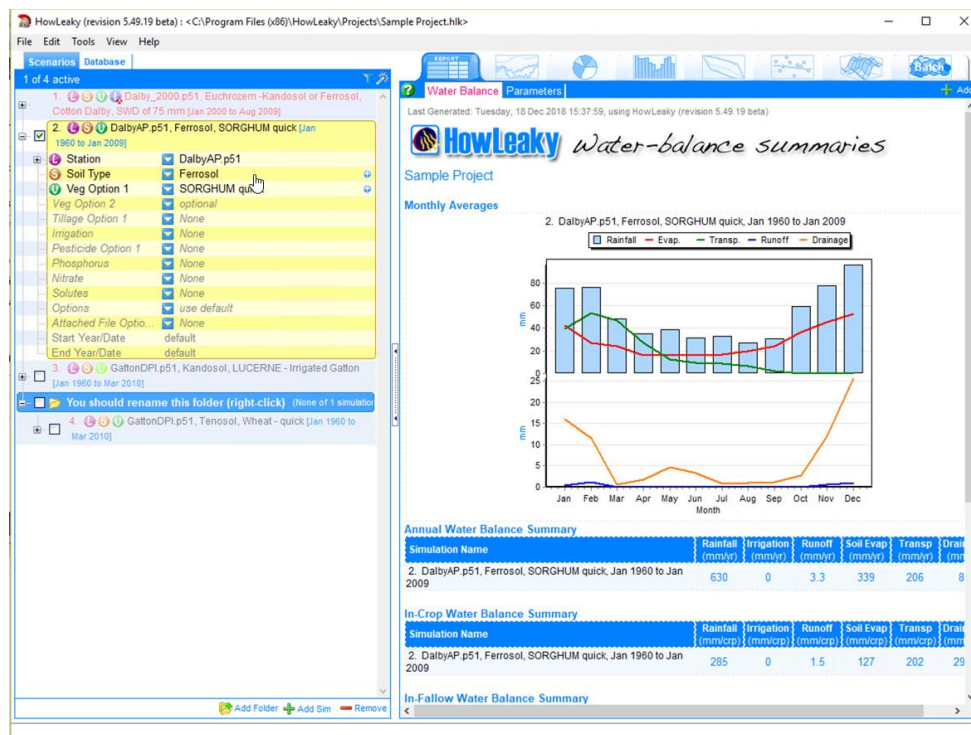 HowLeaky (revision 5.49.19 beta) : <C:\Program Files (x86)\HowLeaky\Projects\Sample Project.hlk>
File Edit Tools View Help
Scenarios Database
1 of 4 active
1. L S V Dalby_2000.p51, Euchrozem -Kandosol or Ferrosol,
Cotton Dalby, SWD of 75 mm [Jan 2000 to Aug 2009]
2. L S V DalbyAP.p51, Ferrosol, SORGHUM quick [Jan
1960 to Jan 2009]
L Station DalbyAP.p51
S Soil Type Ferrosol
V Veg Option 1 SORGHUM quick
Veg Option 2 optional
Tillage Option 1 None
Irrigation None
Pesticide Option 1 None
Phosphorus None
Nitrate None
Solutes None
Options use default
Attached File Optio... None
Start Year/Date default
End Year/Date default
3. L S V GattonDPI.p51, Kandosol, LUCERNE - Irrigated Gatton
[Jan 1960 to Mar 2010]
You should rename this folder (right-click) (None of 1 simulatio
4. L S V GattonDPI.p51, Tenosol, Wheat - quick [Jan 1960 to
Mar 2010]
Add Folder Add Sim Remove
REPORT Batch
? Water Balance Parameters Add
Last Generated: Tuesday, 18 Dec 2018 15:37:59, using HowLeaky (revision 5.49.19 beta)
HowLeaky Water-balance summaries
Sample Project
Monthly Averages
2. DalbyAP.p51, Ferrosol, SORGHUM quick, Jan 1960 to Jan 2009
Rainfall Evap. Transp. Runoff Drainage
80
60
mm
40
20
0
25
20
15
mm
10
5
0
Jan Feb Mar Apr May Jun Jul Aug Sep Oct Nov Dec
Month
Annual Water Balance Summary
Simulation Name Rainfall (mm/yr) Irrigation (mm/yr) Runoff (mm/yr) Soil Evap (mm/yr) Transp (mm/yr) Drai (mm
2. DalbyAP.p51, Ferrosol, SORGHUM quick, Jan 1960 to Jan
2009 630 0 3.3 339 206 8
In-Crop Water Balance Summary
Simulation Name Rainfall (mm/crp) Irrigation (mm/crp) Runoff (mm/crp) Soil Evap (mm/crp) Transp (mm/crp) Drai (mm
2. DalbyAP.p51, Ferrosol, SORGHUM quick, Jan 1960 to Jan
2009 285 0 1.5 127 202 29
In-Fallow Water Balance Summary